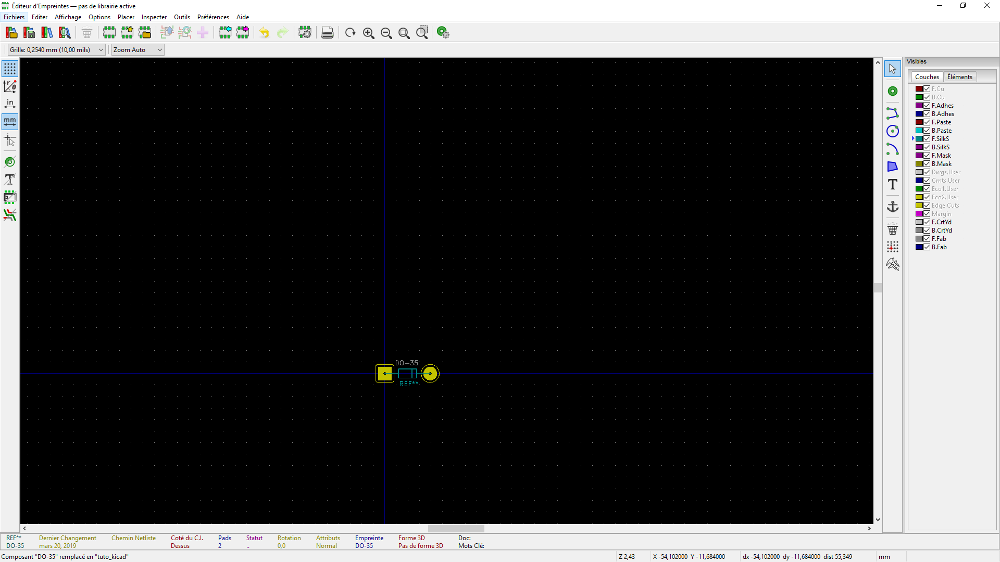 Éditeur d'Empreintes — pas de librairie active
Fichiers Editer Affichage Options Placer Inspecter Outils Préférences Aide
Grille: 0,2540 mm (10,00 mils) Zoom Auto
in
mm
DO-35
REF**
Visibles
Couches Éléments
F.Cu
B.Cu
F.Adhes
B.Adhes
F.Paste
B.Paste
F.SilkS
B.SilkS
F.Mask
B.Mask
Dwgs.User
Cmts.User
Eco1.User
Eco2.User
Edge.Cuts
Margin
F.CrtYd
B.CrtYd
F.Fab
B.Fab
REF** Dernier Changement Chemin Netliste Coté du C.I. Pads Statut Rotation Attributs Empreinte Forme 3D Doc:
DO-35 mars 20, 2019 Dessus 2 .. 0,0 Normal DO-35 Pas de forme 3D Mots Clé:
Composant "DO-35" remplacé en "tuto_kicad" Z 2,43 X -54,102000 Y -11,684000 dx -54,102000 dy -11,684000 dist 55,349 mm